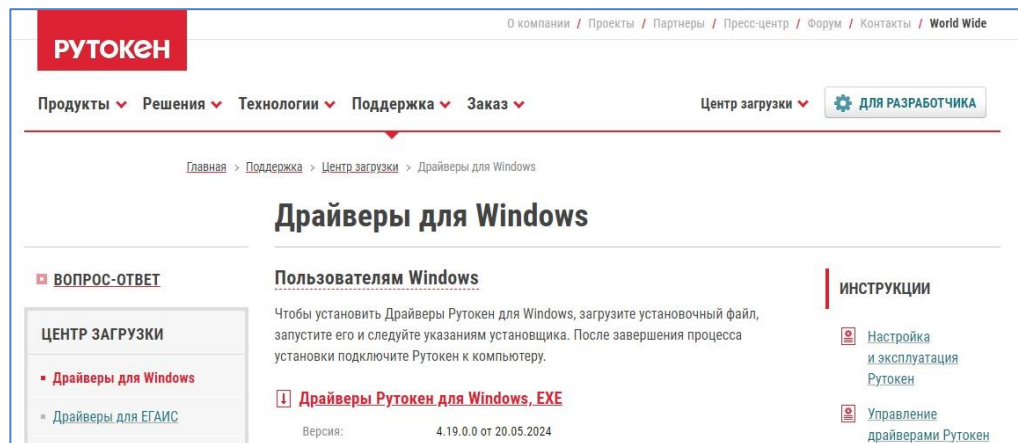 О компании / Проекты / Партнеры / Пресс-центр / Форум / Контакты / World Wide
РУТОКЕН
Продукты Решения Технологии Поддержка Заказ Центр загрузки ДЛЯ РАЗРАБОТЧИКА
Главная > Поддержка > Центр загрузки > Драйверы для Windows
Драйверы для Windows
ВОПРОС-ОТВЕТ
ЦЕНТР ЗАГРУЗКИ
Драйверы для Windows
Драйверы для ЕГАИС
Пользователям Windows
Чтобы установить Драйверы Рутокен для Windows, загрузите установочный файл,
запустите его и следуйте указаниям установщика. После завершения процесса
установки подключите Рутокен к компьютеру.
Драйверы Рутокен для Windows, EXE
Версия: 4.19.0.0 от 20.05.2024
ИНСТРУКЦИИ
Настройка
и эксплуатация
Рутокен
Управление
драйверами Рутокен